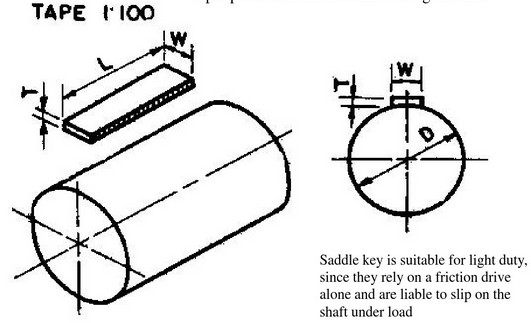 TAPE 1:100
W
L
T
W
T
D
Saddle key is suitable for light duty,
since they rely on a friction drive
alone and are liable to slip on the
shaft under load